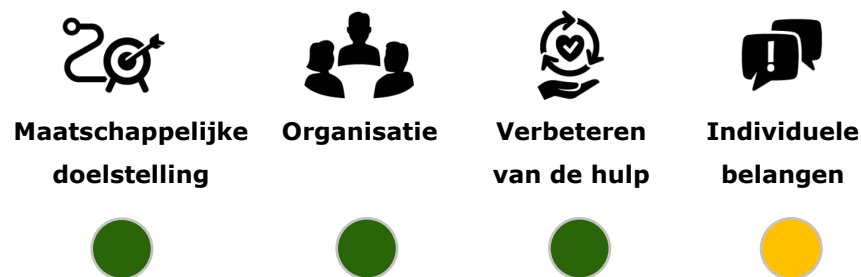 Maatschappelijke
doelstelling
Organisatie
Verbeteren
van de hulp
Individuele
belangen